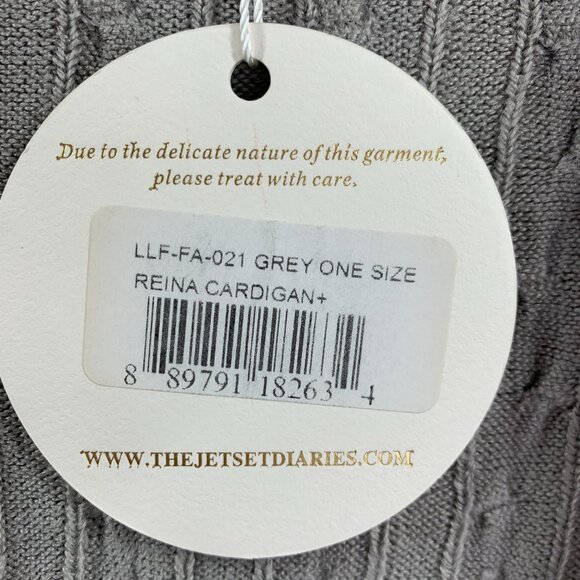 Due to the delicate nature of this garment,
please treat with care.
LLF-FA-021 GREY ONE SIZE
REINA CARDIGAN+
8 89791 18263 4
WWW.THEJETSETDIARIES.COM